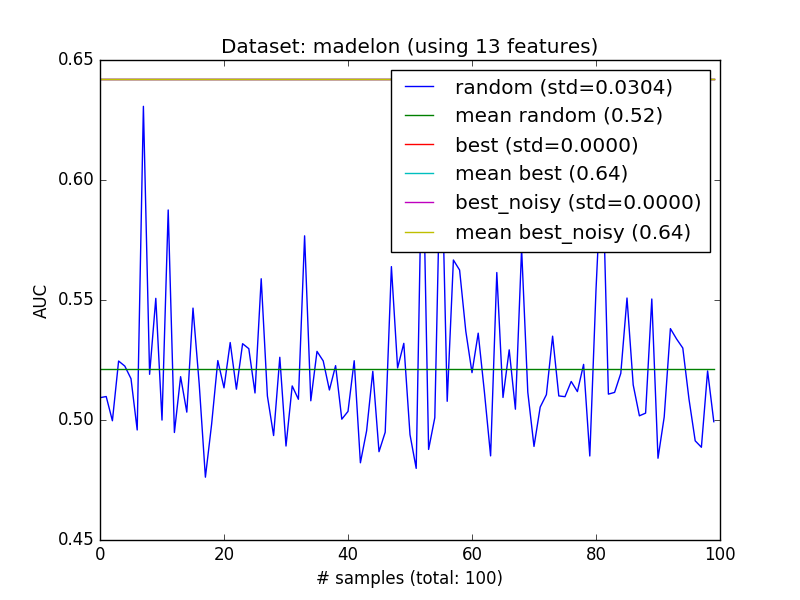 Dataset: madelon (using 13 features)
0.65
0.60
0.55
0.50
0.45
AUC
random (std=0.0304)
mean random (0.52)
best (std=0.0000)
mean best (0.64)
best_noisy (std=0.0000)
mean best_noisy (0.64)
0 20 40 60 80 100
# samples (total: 100)